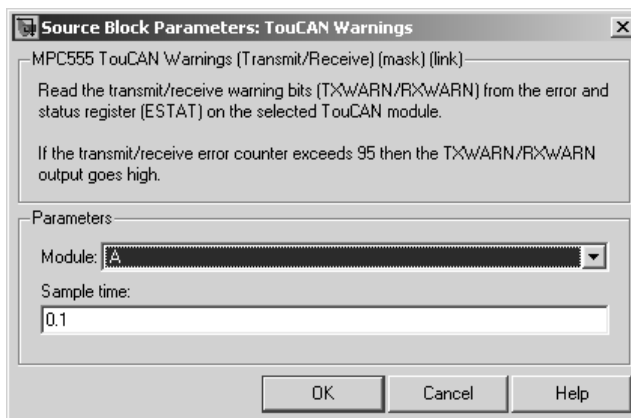 Source Block Parameters: TouCAN Warnings
MPC555 TouCAN Warnings (Transmit/Receive) (mask) (link)
Read the transmit/receive warning bits (TXWARN/RXWARN) from the error and
status register (ESTAT) on the selected TouCAN module.
If the transmit/receive error counter exceeds 95 then the TXWARN/RXWARN
output goes high.
Parameters
Module: A
Sample time:
0.1
OK Cancel Help